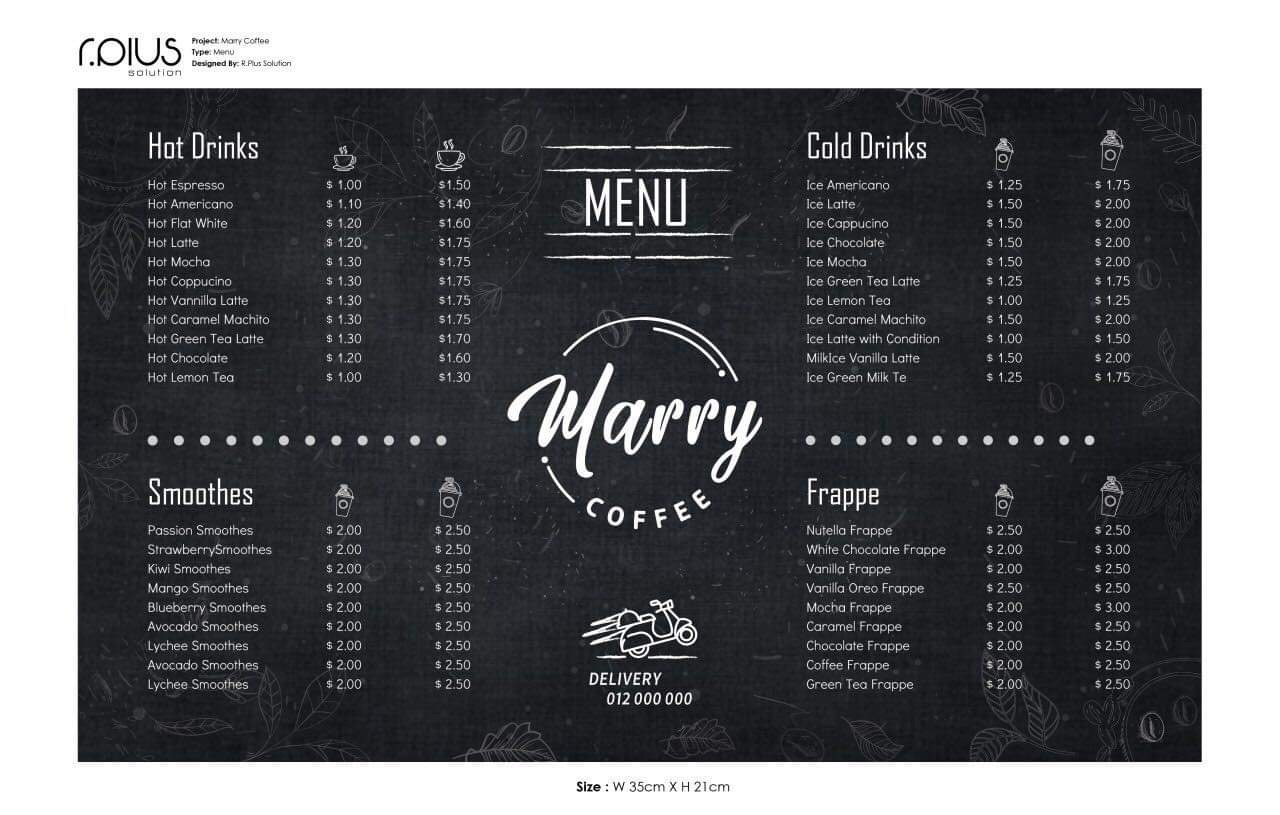 r.plus
solution
Project: Marry Coffee
Type: Menu
Designed By: R.Plus Solution
Hot Drinks
Hot Espresso $ 1.00 $1.50
Hot Americano $ 1.10 $1.40
Hot Flat White $ 1.20 $1.60
Hot Latte $ 1.20 $1.75
Hot Mocha $ 1.30 $1.75
Hot Coppucino $ 1.30 $1.75
Hot Vannilla Latte $ 1.30 $1.75
Hot Caramel Machito $ 1.30 $1.75
Hot Green Tea Latte $ 1.30 $1.70
Hot Chocolate $ 1.20 $1.60
Hot Lemon Tea $ 1.00 $1.30
Smoothes
Passion Smoothes $ 2.00 $ 2.50
StrawberrySmoothes $ 2.00 $ 2.50
Kiwi Smoothes $ 2.00 $ 2.50
Mango Smoothes $ 2.00 $ 2.50
Blueberry Smoothes $ 2.00 $ 2.50
Avocado Smoothes $ 2.00 $ 2.50
Lychee Smoothes $ 2.00 $ 2.50
Avocado Smoothes $ 2.00 $ 2.50
Lychee Smoothes $ 2.00 $ 2.50
MENU
Marry
COFFEE
DELIVERY
012 000 000
Cold Drinks
Ice Americano $ 1.25 $ 1.75
Ice Latte $ 1.50 $ 2.00
Ice Cappucino $ 1.50 $ 2.00
Ice Chocolate $ 1.50 $ 2.00
Ice Mocha $ 1.50 $ 2.00
Ice Green Tea Latte $ 1.25 $ 1.75
Ice Lemon Tea $ 1.00 $ 1.25
Ice Caramel Machito $ 1.50 $ 2.00
Ice Latte with Condition $ 1.00 $ 1.50
MilkIce Vanilla Latte $ 1.50 $ 2.00
Ice Green Milk Te $ 1.25 $ 1.75
Frappe
Nutella Frappe $ 2.50 $ 2.50
White Chocolate Frappe $ 2.00 $ 3.00
Vanilla Frappe $ 2.00 $ 2.50
Vanilla Oreo Frappe $ 2.50 $ 2.50
Mocha Frappe $ 2.00 $ 3.00
Caramel Frappe $ 2.00 $ 2.50
Chocolate Frappe $ 2.00 $ 2.50
Coffee Frappe $ 2.00 $ 2.50
Green Tea Frappe $ 2.00 $ 2.50
Size : W 35cm X H 21cm